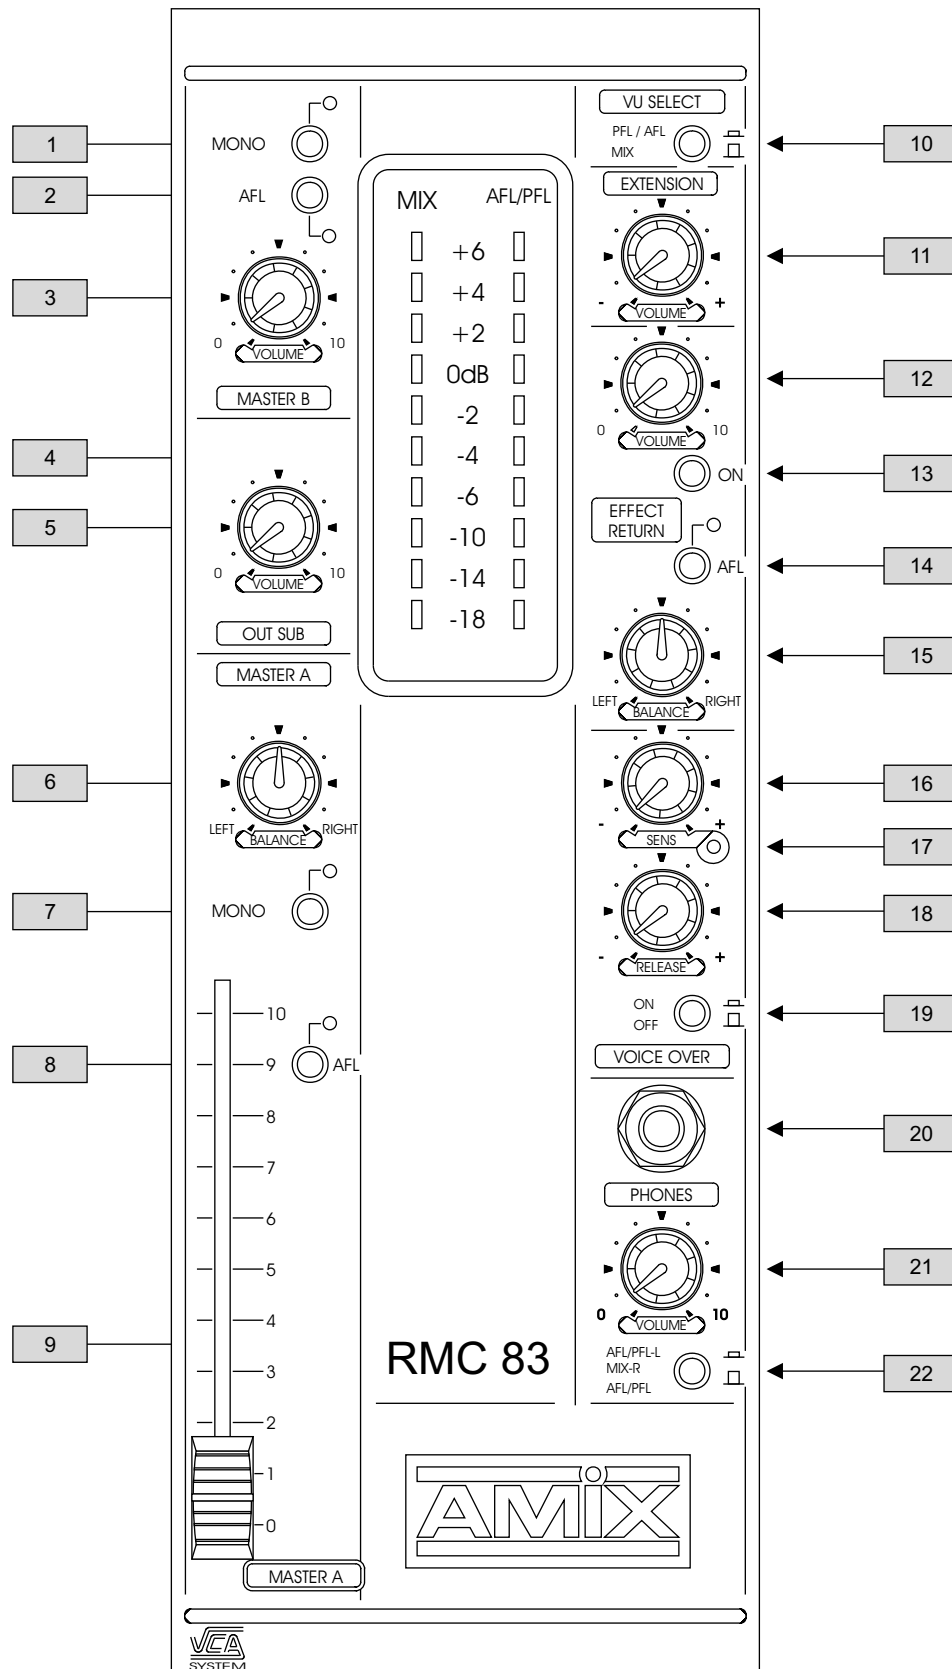 1
MONO
2
AFL
3
0
10
VOLUME
MASTER B
4
5
0
10
VOLUME
OUT SUB
MASTER A
6
LEFT
RIGHT
BALANCE
7
MONO
8
AFL
10
9
8
7
6
5
4
3
2
1
0
9
MASTER A
VCA
SYSTEM
MIX
AFL/PFL
+6
+4
+2
0dB
-2
-4
-6
-10
-14
-18
RMC 83
AMIX
VU SELECT
PFL / AFL
MIX
10
EXTENSION
11
-
+
VOLUME
12
0
10
VOLUME
ON
13
EFFECT
RETURN
AFL
14
15
LEFT
RIGHT
BALANCE
16
-
+
SENS
17
18
-
+
RELEASE
ON
OFF
19
VOICE OVER
20
PHONES
21
0
10
VOLUME
AFL/PFL-L
MIX-R
AFL/PFL
22